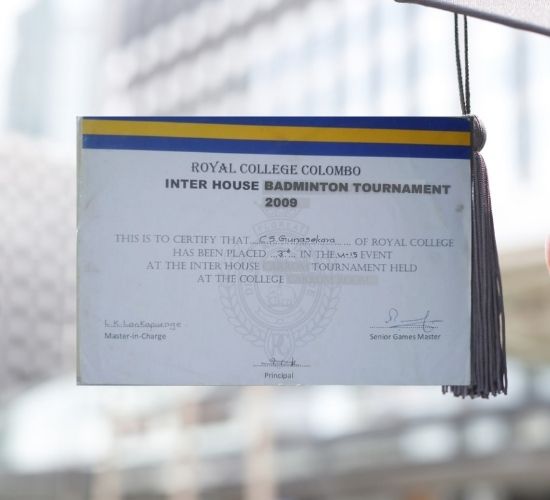 ROYAL COLLEGE COLOMBO
INTER HOUSE BADMINTON TOURNAMENT
2009
THIS IS TO CERTIFY THAT C.S.Gunasekara OF ROYAL COLLEGE
HAS BEEN PLACED IN THE U-15 EVENT
AT THE INTER HOUSE TOURNAMENT HELD
AT THE COLLEGE
L.K. Lankapurage
Master-in-Charge
Senior Games Master
Principal